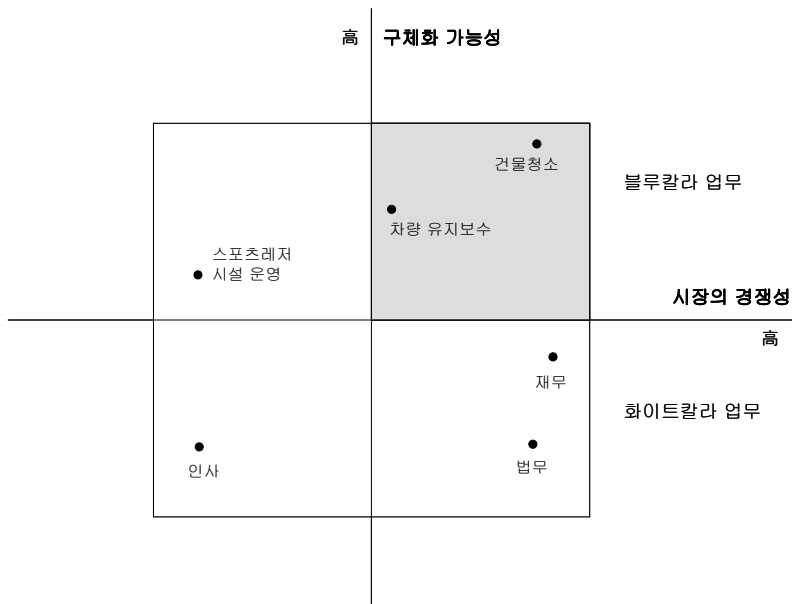 高 구체화 가능성
건물청소
블루칼라 업무
차량 유지보수
스포츠레저
시설 운영
시장의 경쟁성
高
재무
화이트칼라 업무
인사
법무